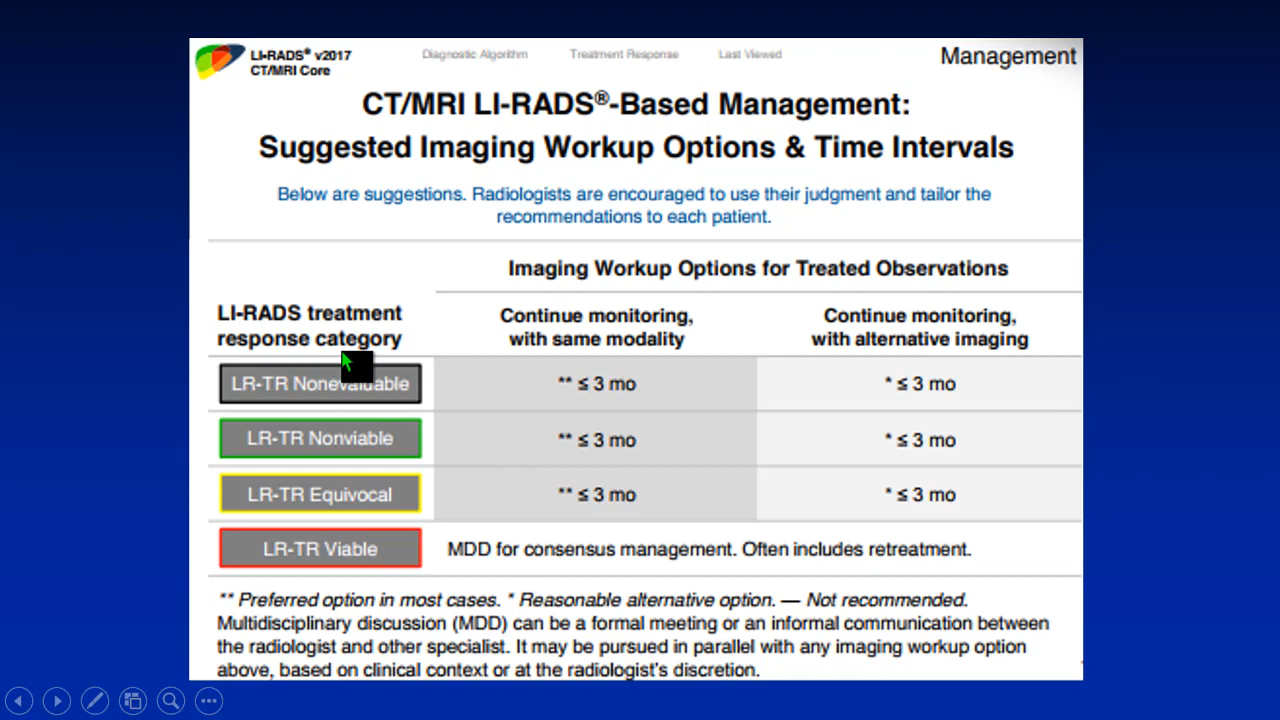 LI-RADS® v2017
CT/MRI Core
Diagnostic Algorithm Treatment Response Last Viewed
Management
CT/MRI LI-RADS®-Based Management:
Suggested Imaging Workup Options & Time Intervals
Below are suggestions. Radiologists are encouraged to use their judgment and tailor the
recommendations to each patient.
Imaging Workup Options for Treated Observations
LI-RADS treatment
response category
Continue monitoring,
with same modality
Continue monitoring,
with alternative imaging
LR-TR Nonevaluable ** ≤ 3 mo * ≤ 3 mo
LR-TR Nonviable ** ≤ 3 mo * ≤ 3 mo
LR-TR Equivocal ** ≤ 3 mo * ≤ 3 mo
LR-TR Viable MDD for consensus management. Often includes retreatment.
** Preferred option in most cases. * Reasonable alternative option. — Not recommended.
Multidisciplinary discussion (MDD) can be a formal meeting or an informal communication between
the radiologist and other specialist. It may be pursued in parallel with any imaging workup option
above, based on clinical context or at the radiologist's discretion.